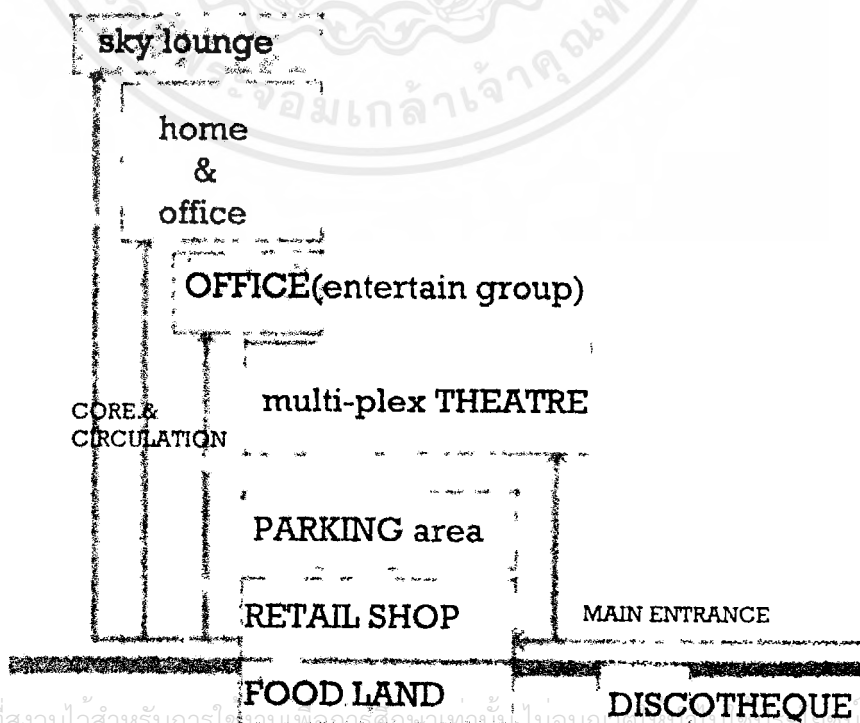 sky lounge
home
&
office
OFFICE(entertain group)
multi-plex THEATRE
CORE &
CIRCULATION
PARKING area
RETAIL SHOP
MAIN ENTRANCE
FOOD LAND
DISCOTHEQUE